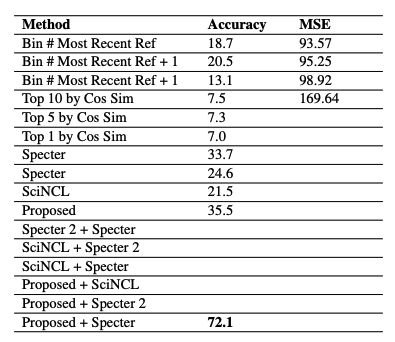 Method Accuracy MSE
Bin # Most Recent Ref 18.7 93.57
Bin # Most Recent Ref + 1 20.5 95.25
Bin # Most Recent Ref + 1 13.1 98.92
Top 10 by Cos Sim 7.5 169.64
Top 5 by Cos Sim 7.3
Top 1 by Cos Sim 7.0
Specter 33.7
Specter 24.6
SciNCL 21.5
Proposed 35.5
Specter 2 + Specter
SciNCL + Specter 2
SciNCL + Specter
Proposed + SciNCL
Proposed + Specter 2
Proposed + Specter 72.1